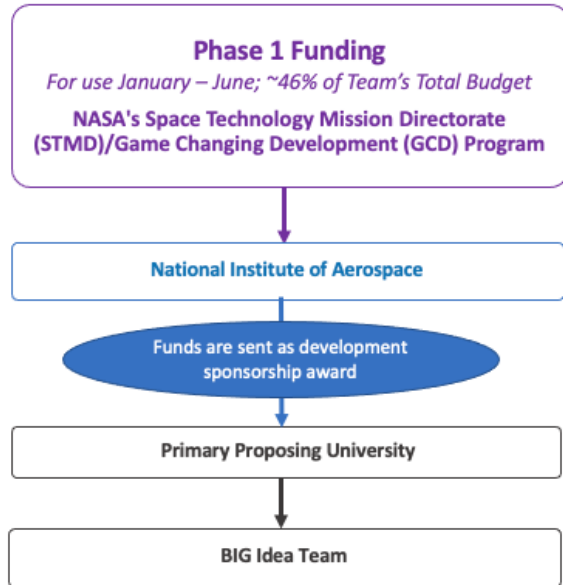 Phase 1 Funding
For use January – June; ~46% of Team's Total Budget
NASA's Space Technology Mission Directorate
(STMD)/Game Changing Development (GCD) Program
National Institute of Aerospace
Funds are sent as development
sponsorship award
Primary Proposing University
BIG Idea Team